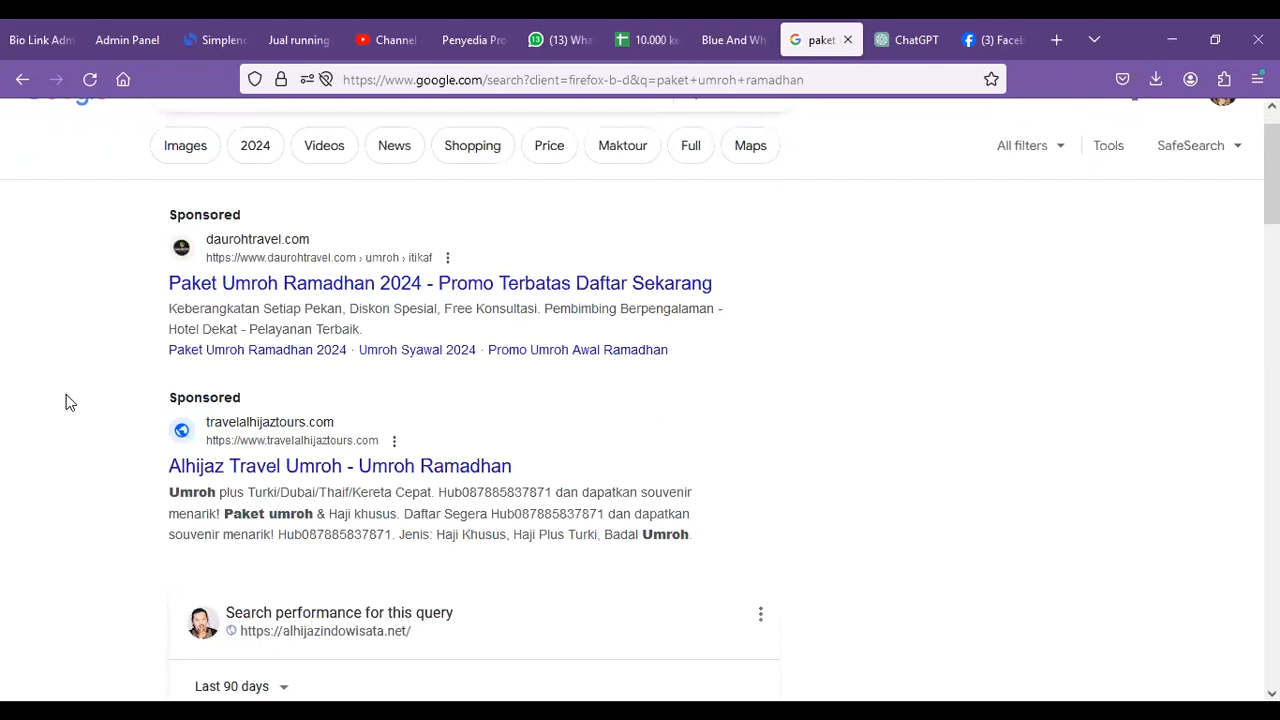 Bio Link Adm
Admin Panel
Simplenc
Jual running
Channel
Penyedia Pro
(13) Wha
10.000 ke
Blue And Wh
paket
ChatGPT
(3) Faceb
https://www.google.com/search?client=firefox-b-d&q=paket+umroh+ramadhan
Images
2024
Videos
News
Shopping
Price
Maktour
Full
Maps
All filters
Tools
SafeSearch
Sponsored
daurohtravel.com
https://www.daurohtravel.com › umroh › itikaf
Paket Umroh Ramadhan 2024 - Promo Terbatas Daftar Sekarang
Keberangkatan Setiap Pekan, Diskon Spesial, Free Konsultasi. Pembimbing Berpengalaman -
Hotel Dekat - Pelayanan Terbaik.
Paket Umroh Ramadhan 2024 · Umroh Syawal 2024 · Promo Umroh Awal Ramadhan
Sponsored
travelalhijaztours.com
https://www.travelalhijaztours.com
Alhijaz Travel Umroh - Umroh Ramadhan
Umroh plus Turki/Dubai/Thaif/Kereta Cepat. Hub087885837871 dan dapatkan souvenir
menarik! Paket umroh & Haji khusus. Daftar Segera Hub087885837871 dan dapatkan
souvenir menarik! Hub087885837871. Jenis: Haji Khusus, Haji Plus Turki, Badal Umroh.
Search performance for this query
https://alhijazindowisata.net/
Last 90 days